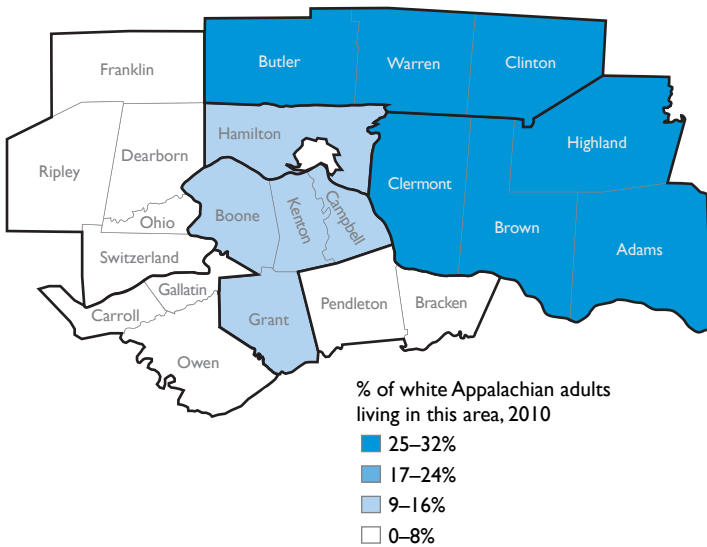 Franklin
Butler
Warren
Clinton
Hamilton
Highland
Ripley
Dearborn
Clermont
Ohio
Boone
Kenton
Campbell
Brown
Adams
Switzerland
Gallatin
Carroll
Grant
Pendleton
Bracken
Owen
% of white Appalachian adults
living in this area, 2010
25–32%
17–24%
9–16%
0–8%